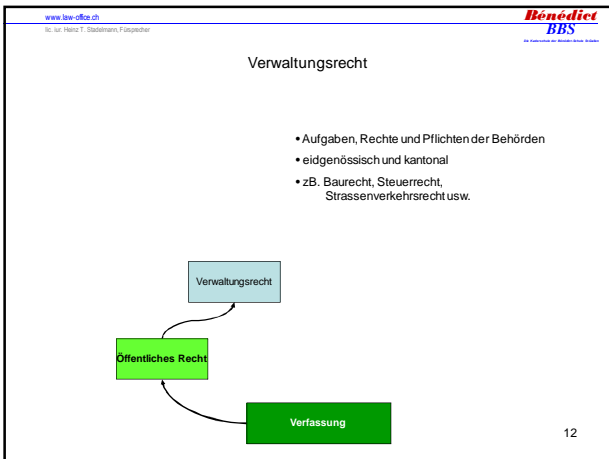 www.law-office.ch
lic. iur. Heinz T. Stadelmann, Fürsprecher
Bénédict
BBS
Verwaltungsrecht
• Aufgaben, Rechte und Pflichten der Behörden
• eidgenössisch und kantonal
• zB. Baurecht, Steuerrecht,
Strassenverkehrsrecht usw.
Verwaltungsrecht
Öffentliches Recht
Verfassung
12